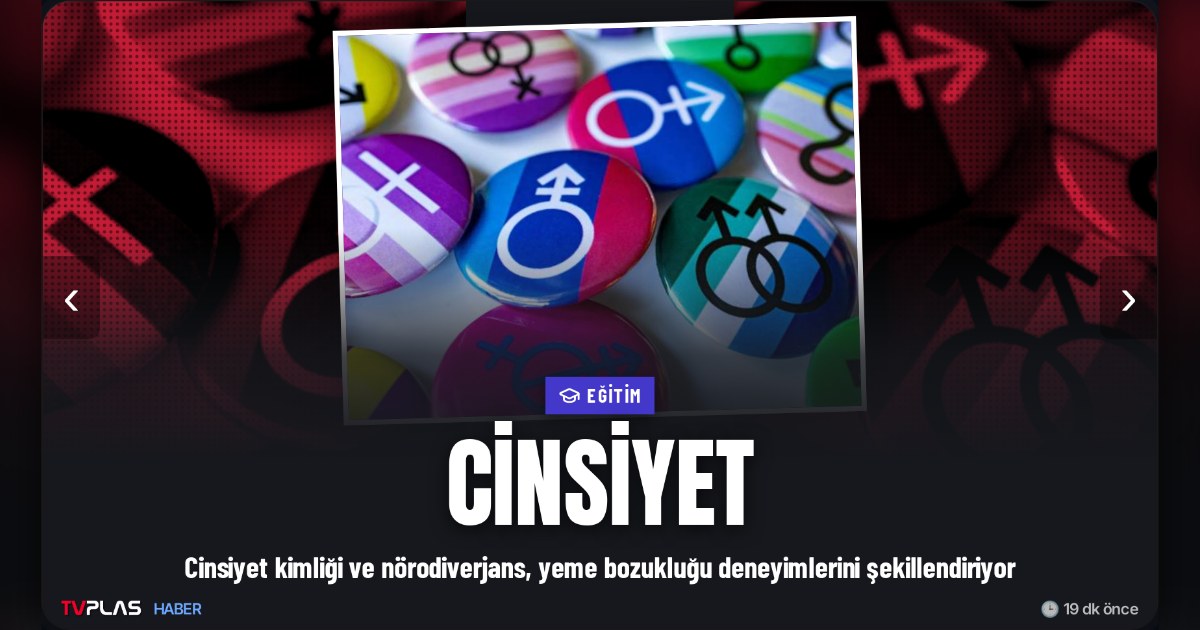 EĞİTİM
CİNSİYET
Cinsiyet kimliği ve nörodiverjans, yeme bozukluğu deneyimlerini şekillendiriyor
TVPLAS HABER
19 dk önce